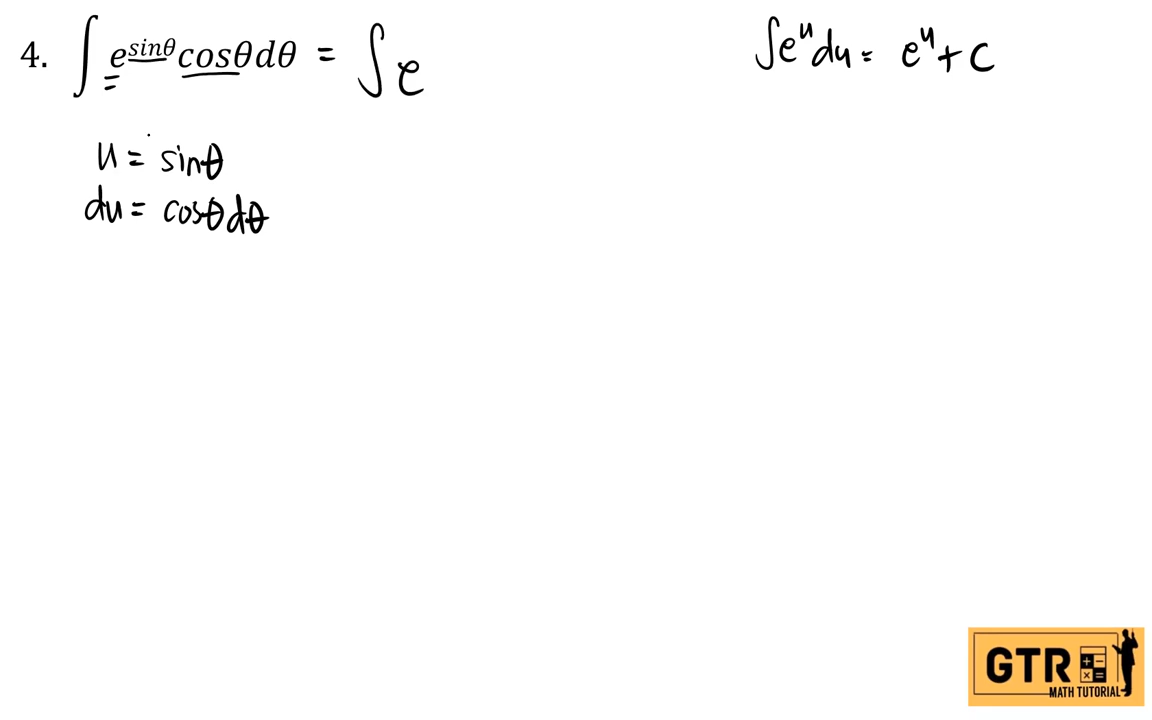 4. ∫ e^{sinθ} cosθdθ = ∫ e
∫e^u du = e^u + C
u = sinθ
du = cosθdθ
GTR
+ −
× =
MATH TUTORIAL